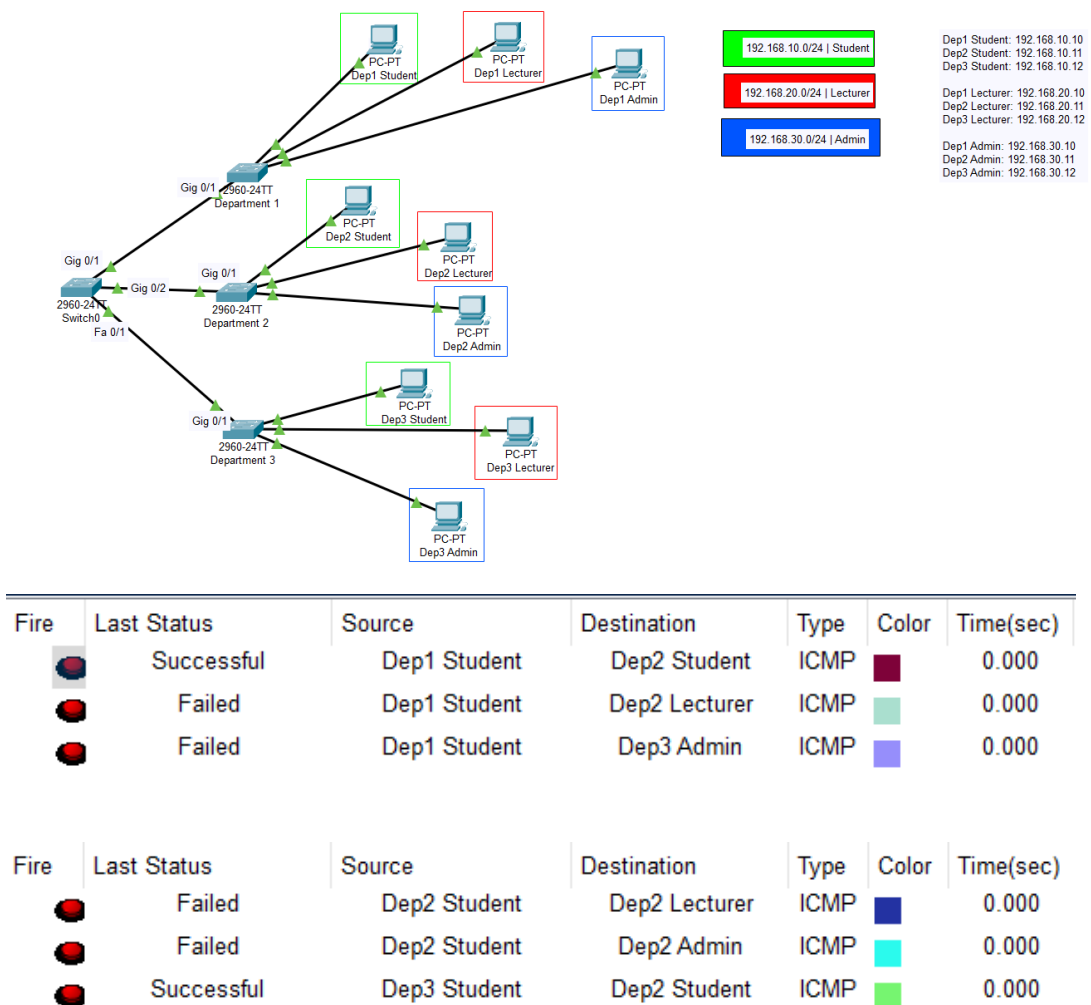 PC-PT
Dep1 Student
PC-PT
Dep1 Lecturer
PC-PT
Dep1 Admin
192.168.10.0/24 | Student
192.168.20.0/24 | Lecturer
192.168.30.0/24 | Admin
Dep1 Student: 192.168.10.10
Dep2 Student: 192.168.10.11
Dep3 Student: 192.168.10.12
Dep1 Lecturer: 192.168.20.10
Dep2 Lecturer: 192.168.20.11
Dep3 Lecturer: 192.168.20.12
Dep1 Admin: 192.168.30.10
Dep2 Admin: 192.168.30.11
Dep3 Admin: 192.168.30.12
Gig 0/1
2960-24TT
Department 1
PC-PT
Dep2 Student
PC-PT
Dep2 Lecturer
Gig 0/1
Gig 0/2
Gig 0/1
2960-24TT
Switch0
Fa 0/1
2960-24TT
Department 2
PC-PT
Dep2 Admin
PC-PT
Dep3 Student
Gig 0/1
2960-24TT
Department 3
PC-PT
Dep3 Lecturer
PC-PT
Dep3 Admin
Fire Last Status Source Destination Type Color Time(sec)
Successful Dep1 Student Dep2 Student ICMP 0.000
Failed Dep1 Student Dep2 Lecturer ICMP 0.000
Failed Dep1 Student Dep3 Admin ICMP 0.000
Fire Last Status Source Destination Type Color Time(sec)
Failed Dep2 Student Dep2 Lecturer ICMP 0.000
Failed Dep2 Student Dep2 Admin ICMP 0.000
Successful Dep3 Student Dep2 Student ICMP 0.000